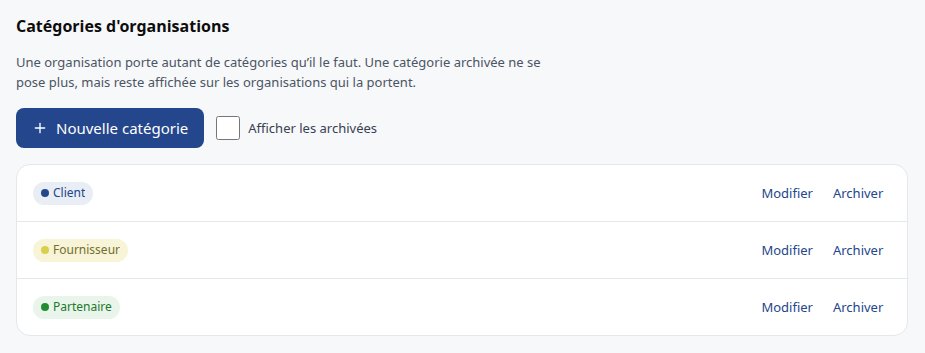 Catégories d'organisations
Une organisation porte autant de catégories qu'il le faut. Une catégorie archivée ne se
pose plus, mais reste affichée sur les organisations qui la portent.
+ Nouvelle catégorie Afficher les archivées
Client Modifier Archiver
Fournisseur Modifier Archiver
Partenaire Modifier Archiver